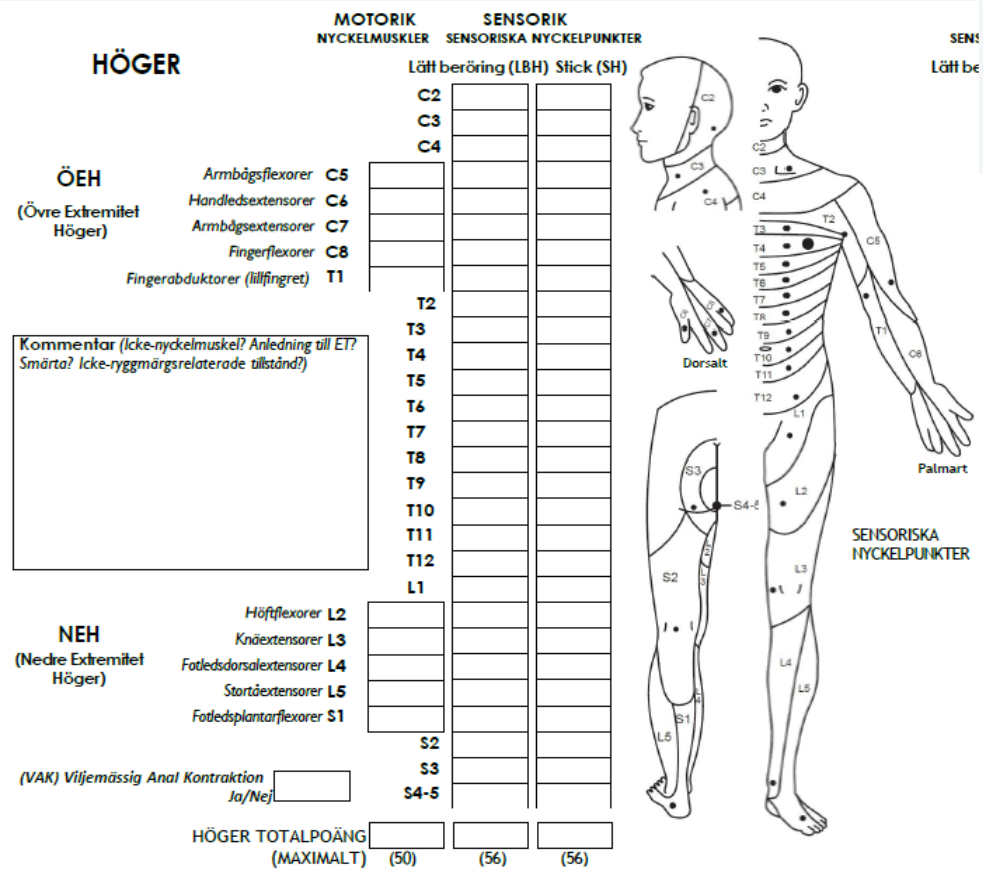 MOTORIK
NYCKELMUSKLER
SENSORIK
SENSORISKA NYCKELPUNKTER
HÖGER
Lätt beröring (LBH) Stick (SH)
C2
C3
C4
ÖEH
(Övre Extremitet
Höger)
Armbågsflexorer C5
Handledsextensorer C6
Armbågsextensorer C7
Fingerflexorer C8
Fingerabduktorer (lillfingret) T1
T2
T3
Kommentar (Icke-nyckelmuskel? Anledning till ET?
Smärta? Icke-ryggmärgsrelaterade tillstånd?)
T4
T5
T6
T7
T8
T9
T10
T11
T12
L1
NEH
(Nedre Extremitet
Höger)
Höftflexorer L2
Knäextensorer L3
Fotledsdorsalextensorer L4
Stortåextensorer L5
Fotledsplantarflexorer S1
S2
S3
S4-5
(VAK) Viljemässig Anal Kontraktion
Ja/Nej
HÖGER TOTALPOÄNG
(MAXIMALT) (50) (56) (56)
C2
C3
C4
Dorsalt
S3
S4-5
S2
L5
S1
C2
C3
C4
T2
T3
T4
T5
T6
T7
T8
T9
T10
T11
T12
C5
T1
C6
L1
Palmart
L2
L3
L4
L5
SENSORISKA
NYCKELPUNKTER
SENS
Lätt be